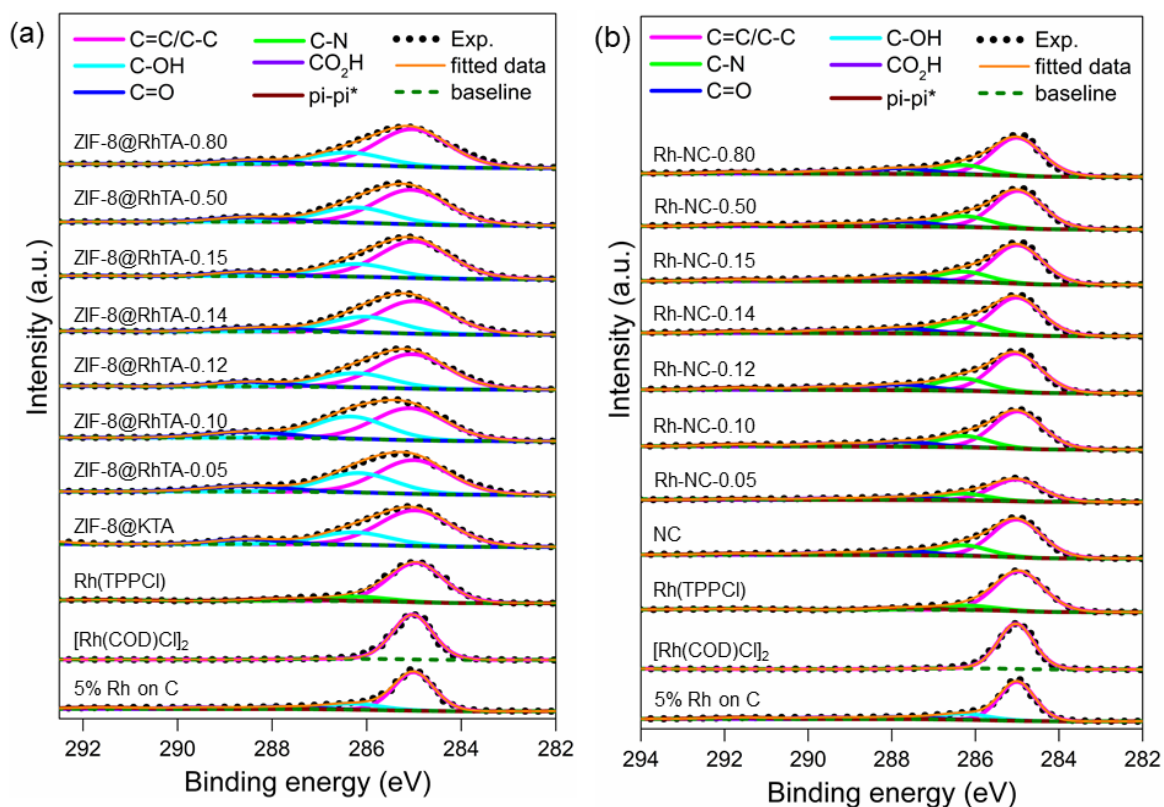 (a)
C=C/C-C C-N Exp.
C-OH CO2H fitted data
C=O pi-pi* baseline
ZIF-8@RhTA-0.80
ZIF-8@RhTA-0.50
ZIF-8@RhTA-0.15
ZIF-8@RhTA-0.14
ZIF-8@RhTA-0.12
ZIF-8@RhTA-0.10
ZIF-8@RhTA-0.05
ZIF-8@KTA
Rh(TPPCl)
[Rh(COD)Cl]2
5% Rh on C
Intensity (a.u.)
292 290 288 286 284 282
Binding energy (eV)
(b)
C=C/C-C C-OH Exp.
C-N CO2H fitted data
C=O pi-pi* baseline
Rh-NC-0.80
Rh-NC-0.50
Rh-NC-0.15
Rh-NC-0.14
Rh-NC-0.12
Rh-NC-0.10
Rh-NC-0.05
NC
Rh(TPPCl)
[Rh(COD)Cl]2
5% Rh on C
Intensity (a.u.)
294 292 290 288 286 284 282
Binding energy (eV)